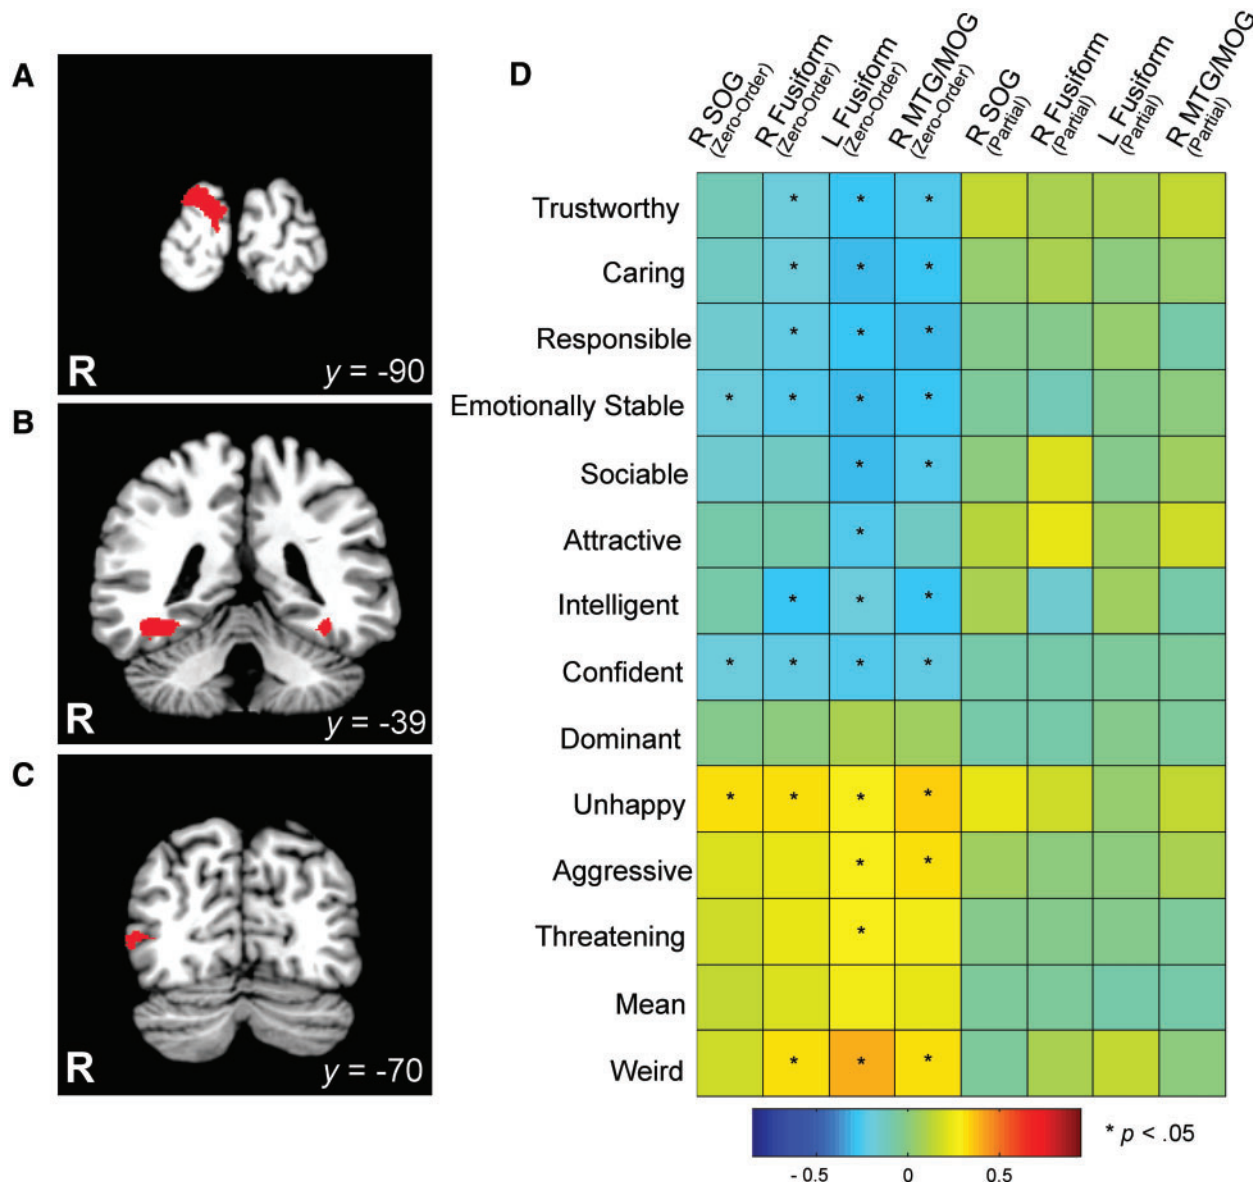 A
R
y = -90
B
R
y = -39
C
R
y = -70
D
R SOG
(Zero-Order)
R Fusiform
(Zero-Order)
L Fusiform
(Zero-Order)
R MTG/MOG
(Zero-Order)
R SOG
(Partial)
R Fusiform
(Partial)
L Fusiform
(Partial)
R MTG/MOG
(Partial)
Trustworthy * * *
Caring * * *
Responsible * * *
Emotionally Stable * * * *
Sociable * *
Attractive *
Intelligent * * *
Confident * * * *
Dominant
Unhappy * * * *
Aggressive * *
Threatening *
Mean
Weird * * *
- 0.5 0 0.5
* p < .05